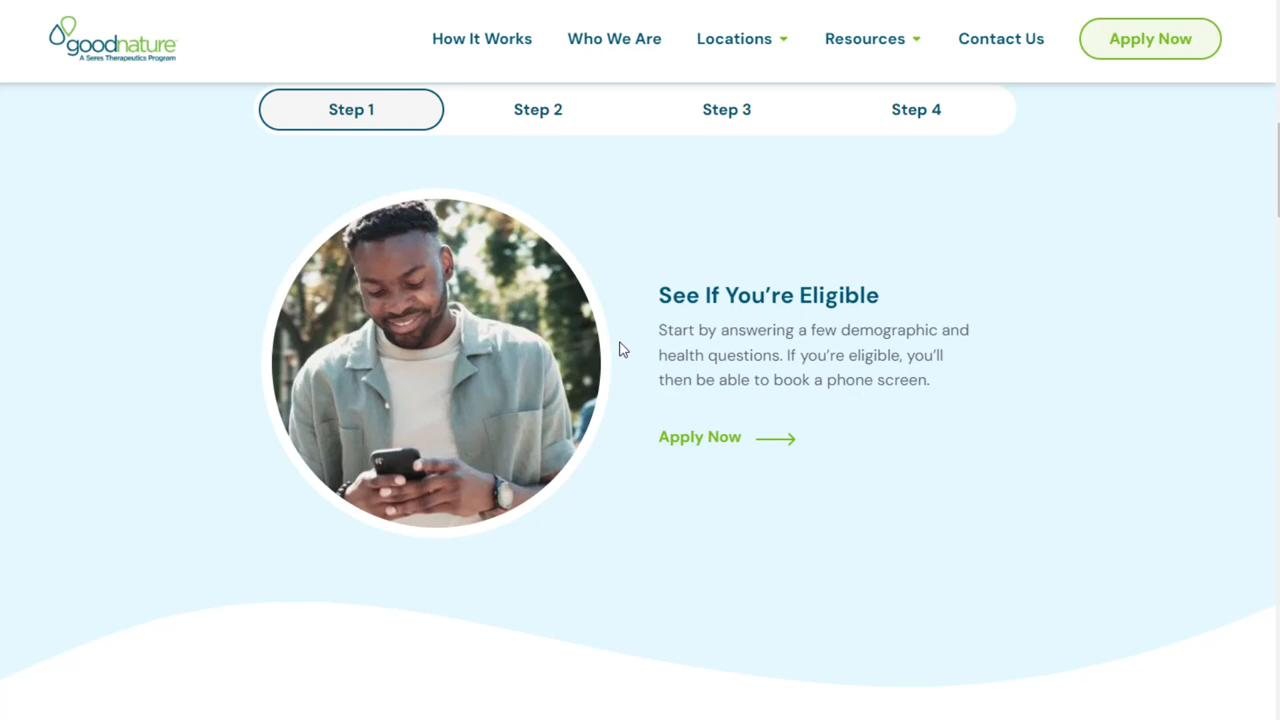 goodnature
A Seres Therapeutics Program
How It Works
Who We Are
Locations
Resources
Contact Us
Apply Now
Step 1
Step 2
Step 3
Step 4
See If You’re Eligible
Start by answering a few demographic and
health questions. If you’re eligible, you’ll
then be able to book a phone screen.
Apply Now